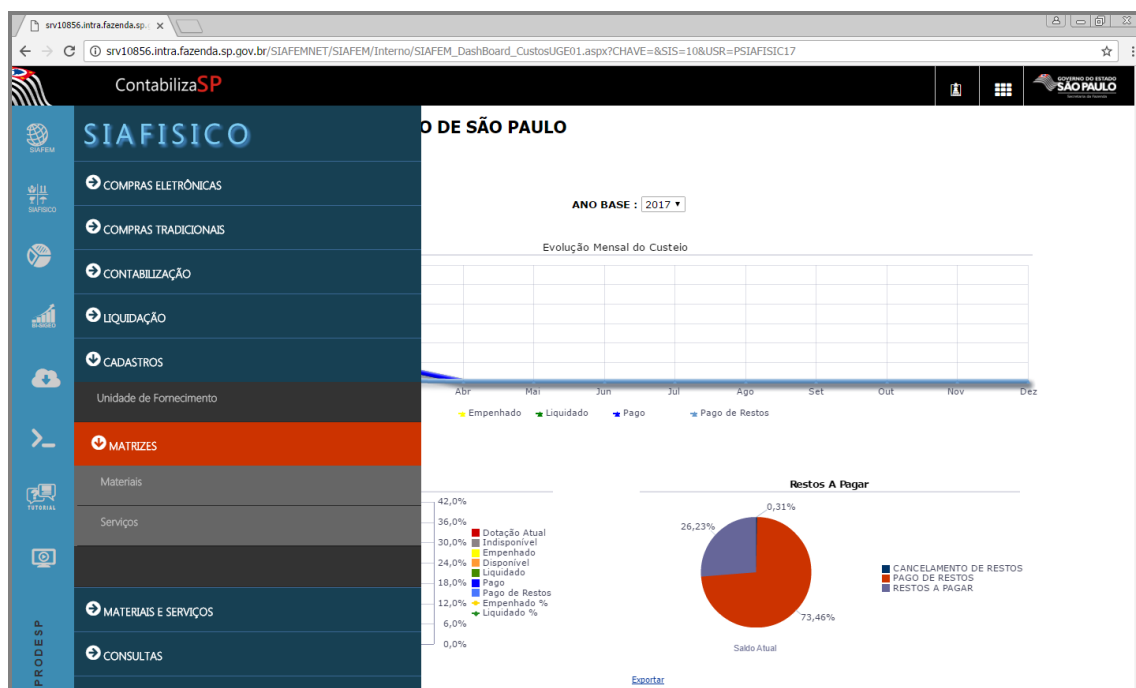 srv10856.intra.fazenda.sp.
srv10856.intra.fazenda.sp.gov.br/SIAFEMNET/SIAFEM/Interno/SIAFEM_DashBoard_CustosUGE01.aspx?CHAVE=&SIS=10&USR=PSIAFISIC17
ContabilizaSP
GOVERNO DO ESTADO
SÃO PAULO
Secretaria da Fazenda
SIAFEM
SIAFISICO
TUTORIAL
PRODESP
SIAFISICO
COMPRAS ELETRÔNICAS
COMPRAS TRADICIONAIS
CONTABILIZAÇÃO
LIQUIDAÇÃO
CADASTROS
Unidade de Fornecimento
MATRIZES
Materiais
Serviços
MATERIAIS E SERVIÇOS
CONSULTAS
O DE SÃO PAULO
ANO BASE : 2017
Evolução Mensal do Custeio
Abr Mai Jun Jul Ago Set Out Nov Dez
Empenhado Liquidado Pago Pago de Restos
42,0%
36,0%
30,0%
24,0%
18,0%
12,0%
6,0%
0,0%
Dotação Atual
Indisponível
Empenhado
Disponível
Liquidado
Pago
Pago de Restos
Empenhado %
Liquidado %
Restos A Pagar
0,31%
26,23%
73,46%
CANCELAMENTO DE RESTOS
PAGO DE RESTOS
RESTOS A PAGAR
Saldo Atual
Exportar